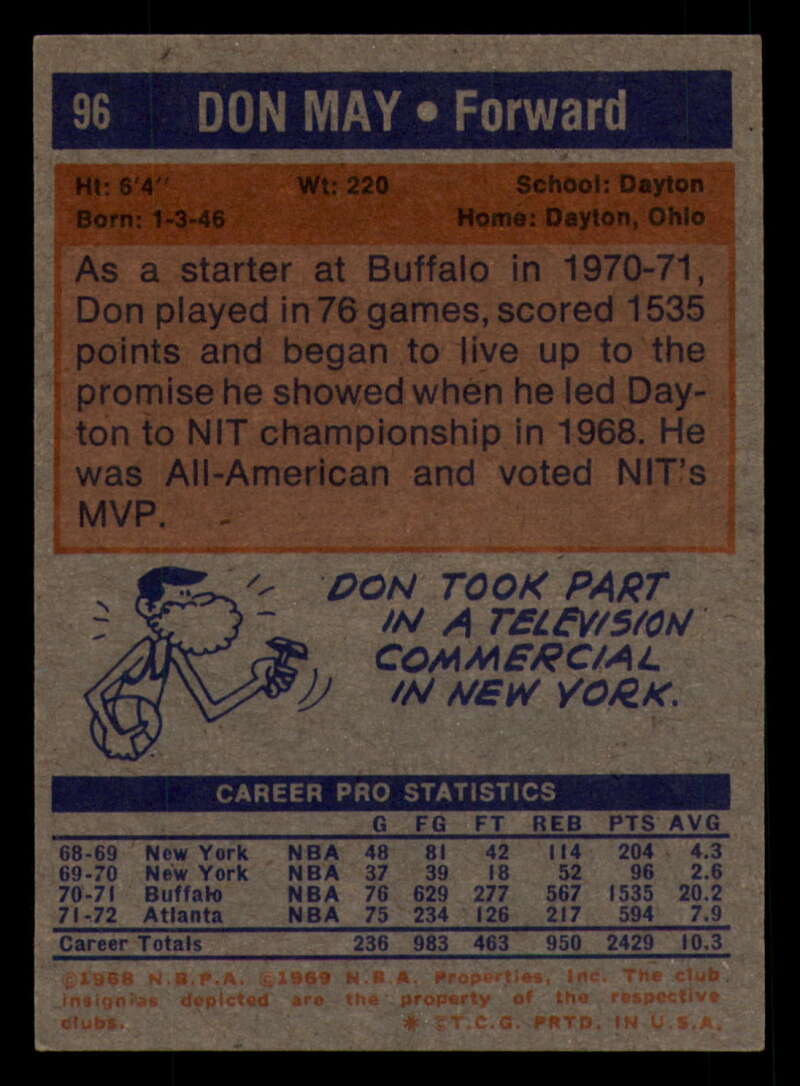 96 DON MAY • Forward
Ht: 6'4" Wt: 220 School: Dayton
Born: 1-3-46 Home: Dayton, Ohio
As a starter at Buffalo in 1970-71,
Don played in 76 games, scored 1535
points and began to live up to the
promise he showed when he led Day-
ton to NIT championship in 1968. He
was All-American and voted NIT's
MVP.
DON TOOK PART
IN A TELEVISION
COMMERCIAL
IN NEW YORK.
CAREER PRO STATISTICS
G FG FT REB PTS AVG
68-69 New York NBA 48 81 42 114 204 4.3
69-70 New York NBA 37 39 18 52 96 2.6
70-71 Buffalo NBA 76 629 277 567 1535 20.2
71-72 Atlanta NBA 75 234 126 217 594 7.9
Career Totals 236 983 463 950 2429 10.3
©1968 N.B.P.A. ©1969 N.B.A. Properties, Inc. The club
insignias depicted are the property of the respective
clubs. * ©T.C.G. PRTD. IN U.S.A.